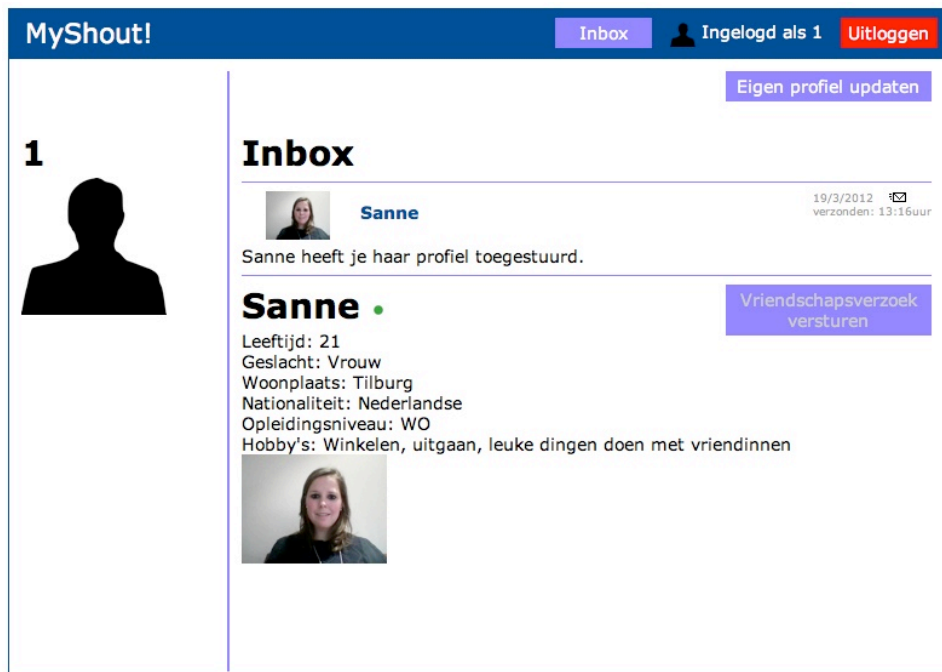 MyShout!
Inbox
Ingelogd als 1
Uitloggen
Eigen profiel updaten
1
Inbox
Sanne
19/3/2012
verzonden: 13:16uur
Sanne heeft je haar profiel toegestuurd.
Sanne
Vriendschapsverzoek
versturen
Leeftijd: 21
Geslacht: Vrouw
Woonplaats: Tilburg
Nationaliteit: Nederlandse
Opleidingsniveau: WO
Hobby's: Winkelen, uitgaan, leuke dingen doen met vriendinnen